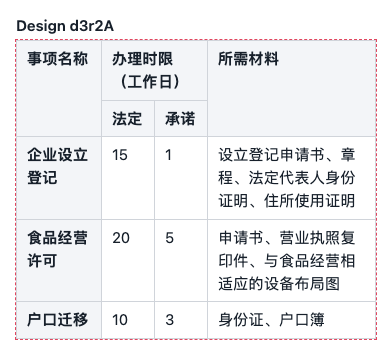 Design d3r2A
事项名称
办理时限
（工作日）
所需材料
法定
承诺
企业设立
登记
15
1
设立登记申请书、章
程、法定代表人身份
证明、住所使用证明
食品经营
许可
20
5
申请书、营业执照复
印件、与食品经营相
适应的设备布局图
户口迁移
10
3
身份证、户口簿